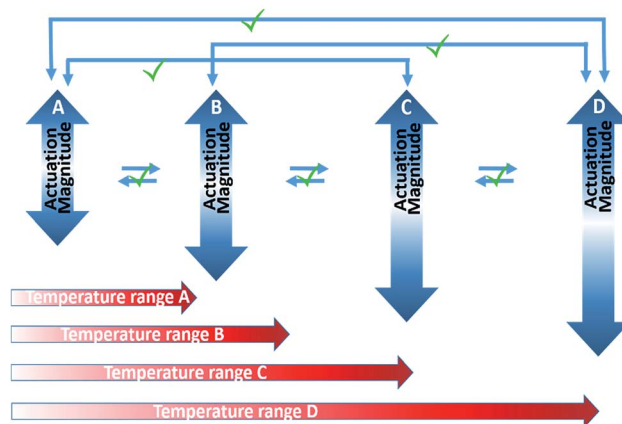 A
B
C
D
Actuation
Magnitude
Actuation
Magnitude
Actuation
Magnitude
Actuation
Magnitude
Temperature range A
Temperature range B
Temperature range C
Temperature range D